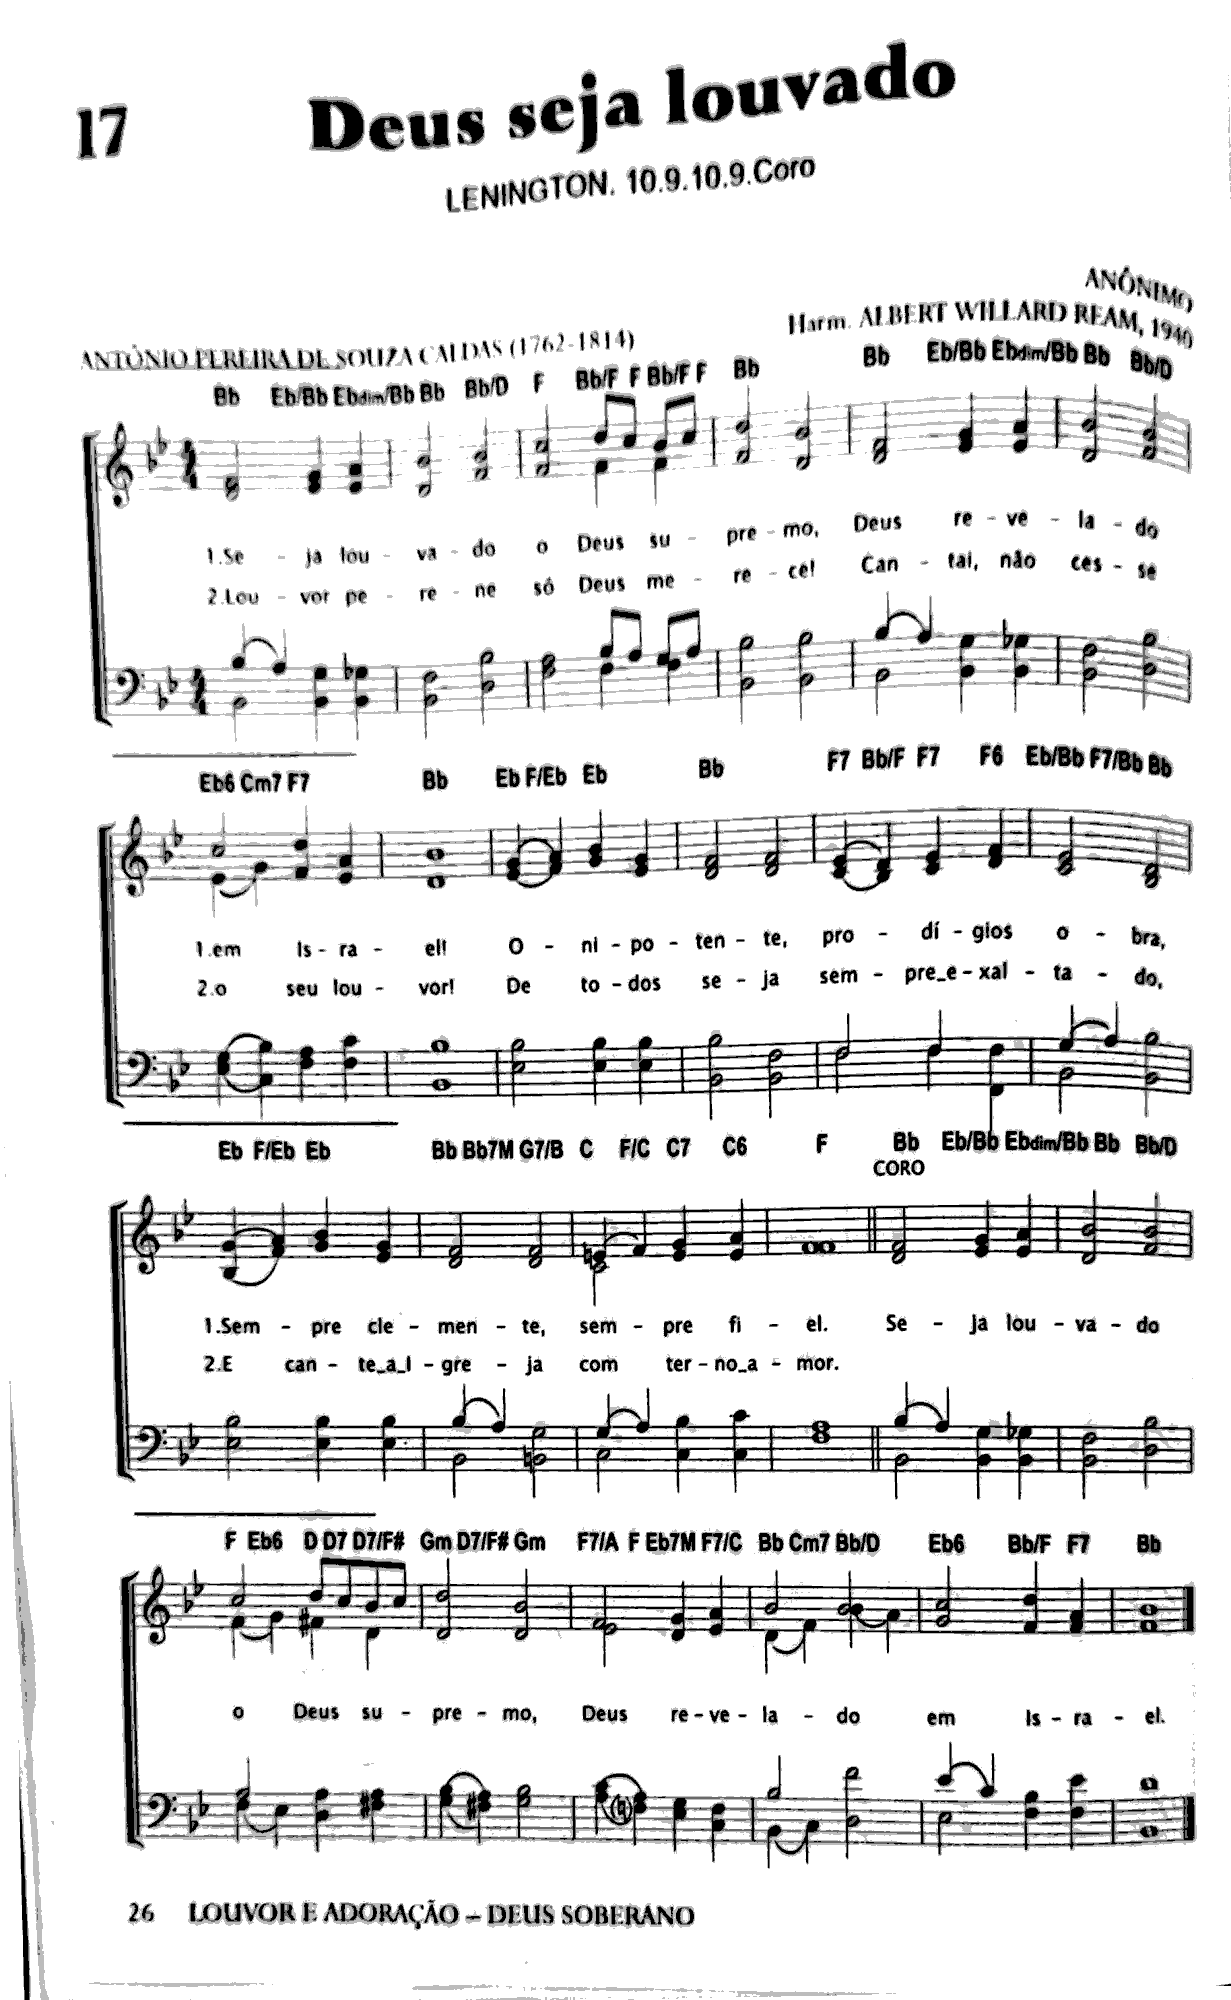 17
Deus seja louvado
LENINGTON. 10.9.10.9.Coro
ANÔNIMO
Harm. ALBERT WILLARD REAM, 1940
ANTÔNIO PEREIRA DE SOUZA CALDAS (1762-1814)
Bb Eb/Bb Ebdim/Bb Bb Bb/D F Bb/F F Bb/F F Bb Bb Eb/Bb Ebdim/Bb Bb Bb/D
4
4
1.Se - ja lou - va - do o Deus su - pre - mo, Deus re - ve - la - do
2.Lou - vor pe - re - ne só Deus me - re - ce! Can - tai, não ces - se
4
4
Eb6 Cm7 F7 Bb Eb F/Eb Eb Bb F7 Bb/F F7 F6 Eb/Bb F7/Bb Bb
1.em Is - ra - el! O - ni - po - ten - te, pro - dí - gios o - bra,
2.o seu lou - vor! De to - dos se - ja sem - pre_e - xal - ta - do,
Eb F/Eb Eb Bb Bb7M G7/B C F/C C7 C6 F Bb Eb/Bb Ebdim/Bb Bb Bb/D
CORO
1.Sem - pre cle - men - te, sem - pre fi - el. Se - ja lou - va - do
2.E can - te_a_I - gre - ja com ter - no_a - mor.
F Eb6 D D7 D7/F# Gm D7/F# Gm F7/A F Eb7M F7/C Bb Cm7 Bb/D Eb6 Bb/F F7 Bb
o Deus su - pre - mo, Deus re - ve - la - do em Is - ra - el.
26 LOUVOR E ADORAÇÃO – DEUS SOBERANO